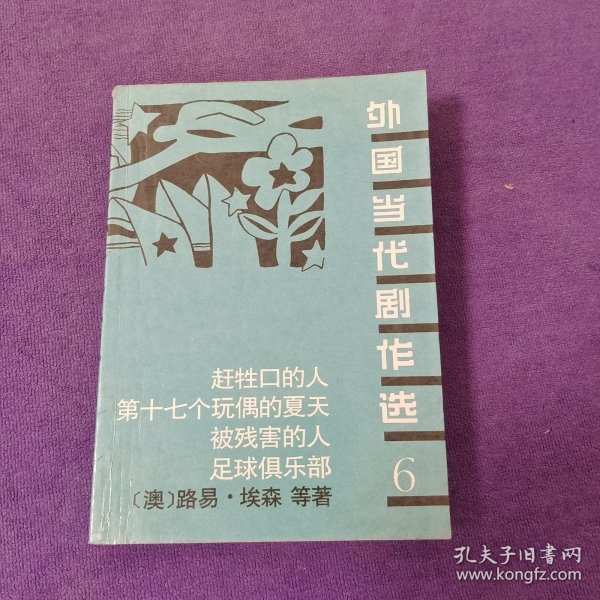 外国当代剧作选
6
赶牲口的人
第十七个玩偶的夏天
被残害的人
足球俱乐部
〔澳〕路易·埃森 等著
孔夫子旧书网
www.kongfz.com